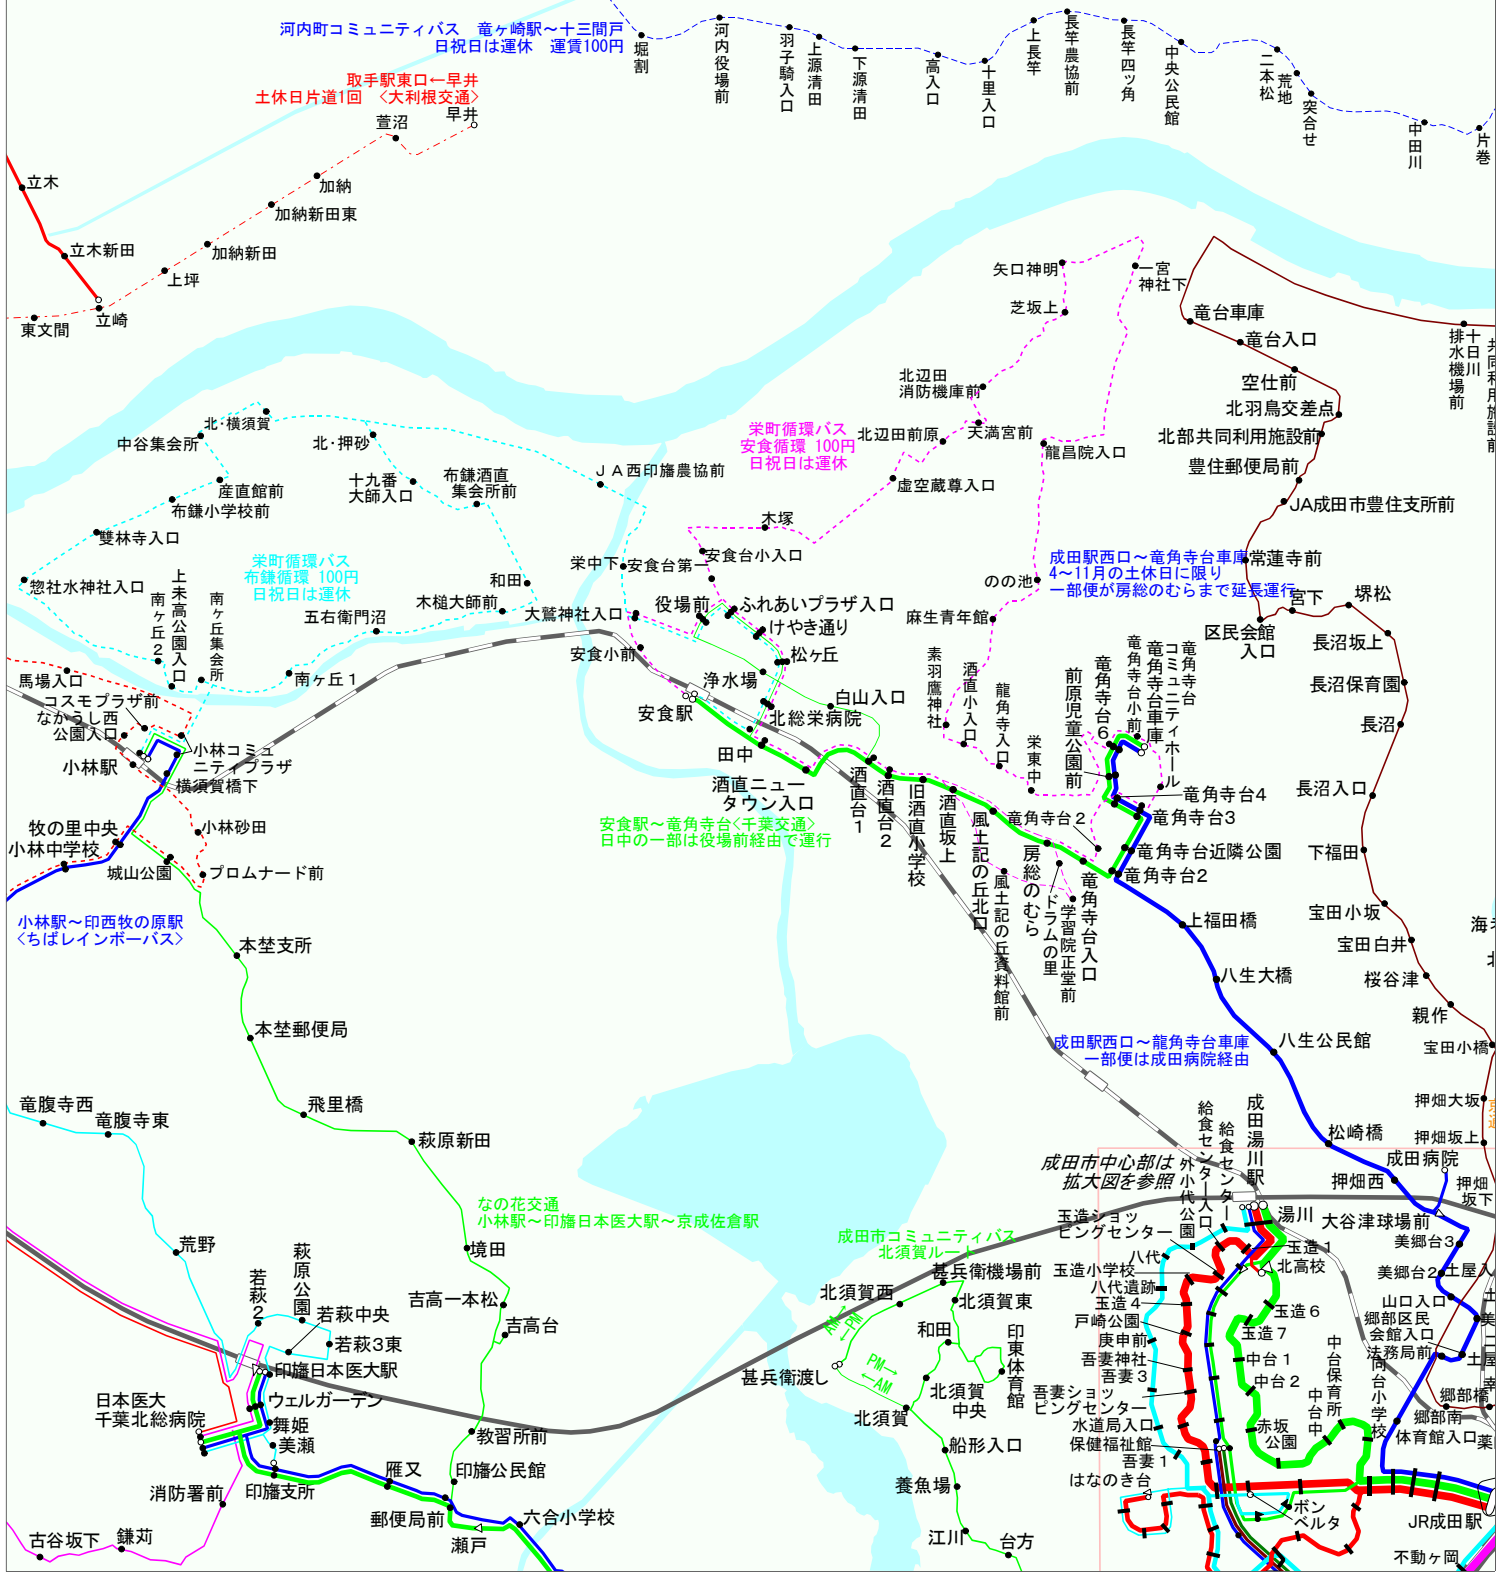 河内町コミュニティバス 竜ヶ崎駅～十三間戸
日祝日は運休 運賃100円
堀割
河内役場前
羽子騎入口
上源清田
下源清田
高入口
十里入口
上長竿
長竿農協前
長竿四ッ角
中央公民館
二本松
荒地
突合せ
中田川
片巻
取手駅東口←早井
土休日片道1回 <大利根交通>
早井
萱沼
加納
加納新田東
加納新田
上坪
立木
立木新田
立崎
東文間
矢口神明
一宮
神社下
芝坂上
竜台車庫
竜台入口
空仕前
北羽鳥交差点
北部共同利用施設前
豊住郵便局前
JA成田市豊住支所前
常蓮寺前
十日川
排水機場前
共同利用施設前
北辺田
消防機庫前
天満宮前
北辺田前原
龍昌院入口
虚空蔵尊入口
栄町循環バス
安食循環 100円
日祝日は運休
北・横須賀
中谷集会所
北・押砂
ＪＡ西印旛農協前
十九番
大師入口
布鎌酒直
集会所前
産直館前
布鎌小学校前
雙林寺入口
惣社水神社入口
栄町循環バス
布鎌循環 100円
日祝日は運休
木塚
安食台小入口
安食台第一
栄中下
和田
木槌大師前
五右衛門沼
大鷲神社入口
役場前
ふれあいプラザ入口
けやき通り
松ヶ丘
安食小前
浄水場
白山入口
安食駅
北総栄病院
田中
酒直ニュー
タウン入口
のの池
麻生青年館
成田駅西口～竜角寺台車庫
4～11月の土休日に限り
一部便が房総のむらまで延長運行
宮下
堺松
区民会館
入口
長沼坂上
長沼保育園
長沼
長沼入口
下福田
宝田小坂
宝田白井
桜谷津
親作
宝田小橋
押畑大坂
押畑坂上
押畑
坂下
南ヶ丘2
上未高公園入口
南ヶ丘集会所
南ヶ丘１
馬場入口
コスモプラザ前
ながうし西
公園入口
小林駅
小林コミュ
ニティプラザ
横須賀橋下
牧の里中央
小林中学校
小林砂田
城山公園
プロムナード前
小林駅～印西牧の原駅
<ちばレインボーバス>
素羽鷹神社
酒直小入口
龍角寺入口
栄東中
前原児童公園前
竜角寺台6
竜角寺台小前
竜角寺台車庫
竜角寺台
コミュニティホール
竜角寺台4
竜角寺台3
竜角寺台近隣公園
竜角寺台2
竜角寺台２
安食駅～竜角寺台<千葉交通>
日中の一部は役場前経由で運行
酒直台1
酒直台2
旧酒直小学校
酒直坂上
風土記の丘北口
風土記の丘資料館前
房総のむら
ドラムの里
学習院正堂前
竜角寺台入口
上福田橋
八生大橋
八生公民館
松崎橋
成田病院
押畑西
成田駅西口～龍角寺台車庫
一部便は成田病院経由
本埜支所
本埜郵便局
飛里橋
萩原新田
竜腹寺西
竜腹寺東
荒野
若萩2
萩原公園
若萩中央
若萩3東
印旛日本医大駅
日本医大
千葉北総病院
ウェルガーデン
舞姫
美瀬
印旛支所
消防署前
古谷坂下
鎌苅
雁又
郵便局前
瀬戸
六合小学校
印旛公民館
教習所前
吉高台
吉高一本松
境田
なの花交通
小林駅～印旛日本医大駅～京成佐倉駅
成田市コミュニティバス
北須賀ルート
甚兵衛機場前
北須賀西
北須賀東
和田
印東体育館
甚兵衛渡し
PM→
←AM
北須賀
北須賀
中央
船形入口
養魚場
江川
台方
成田市中心部は
拡大図を参照
外小代公園
給食センター入口
給食センター
成田湯川駅
湯川
玉造ショッ
ピングセンター
八代
玉造小学校
八代遺跡
玉造4
戸崎公園
庚申前
吾妻神社
吾妻3
吾妻ショッ
ピングセンター
水道局入口
保健福祉館
吾妻1
はなのき台
玉造1
北高校
玉造6
玉造7
中台1
中台2
赤坂
公園
中台中
中台保育所
向台小学校
ボン
ベルタ
大谷津球場前
美郷台3
美郷台2
山口入口
郷部区民
会館入口
法務局前
郷部橋
郷部南
体育館入口
JR成田駅
不動ヶ岡